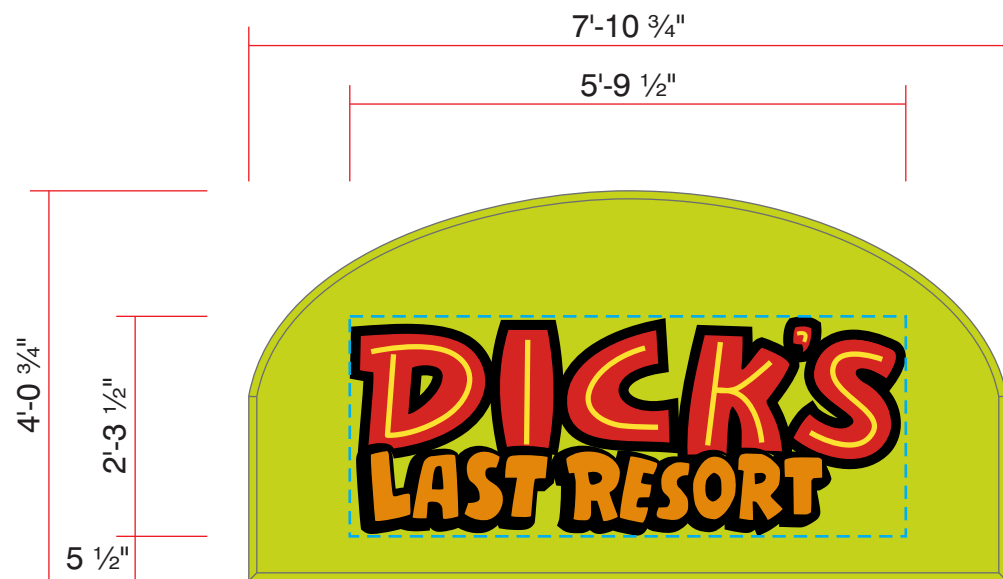 7'-10 ¾"
5'-9 ½"
4'-0 ¾"
2'-3 ½"
DICK'S
LAST RESORT
5 ½"